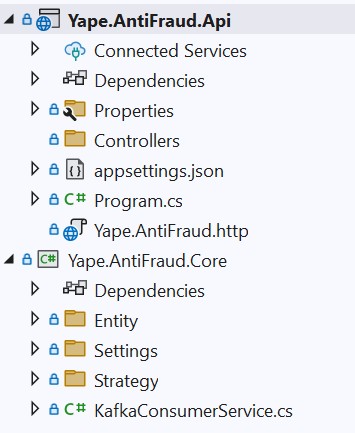 Yape.AntiFraud.Api
Connected Services
Dependencies
Properties
Controllers
appsettings.json
C# Program.cs
Yape.AntiFraud.http
C# Yape.AntiFraud.Core
Dependencies
Entity
Settings
Strategy
C# KafkaConsumerService.cs